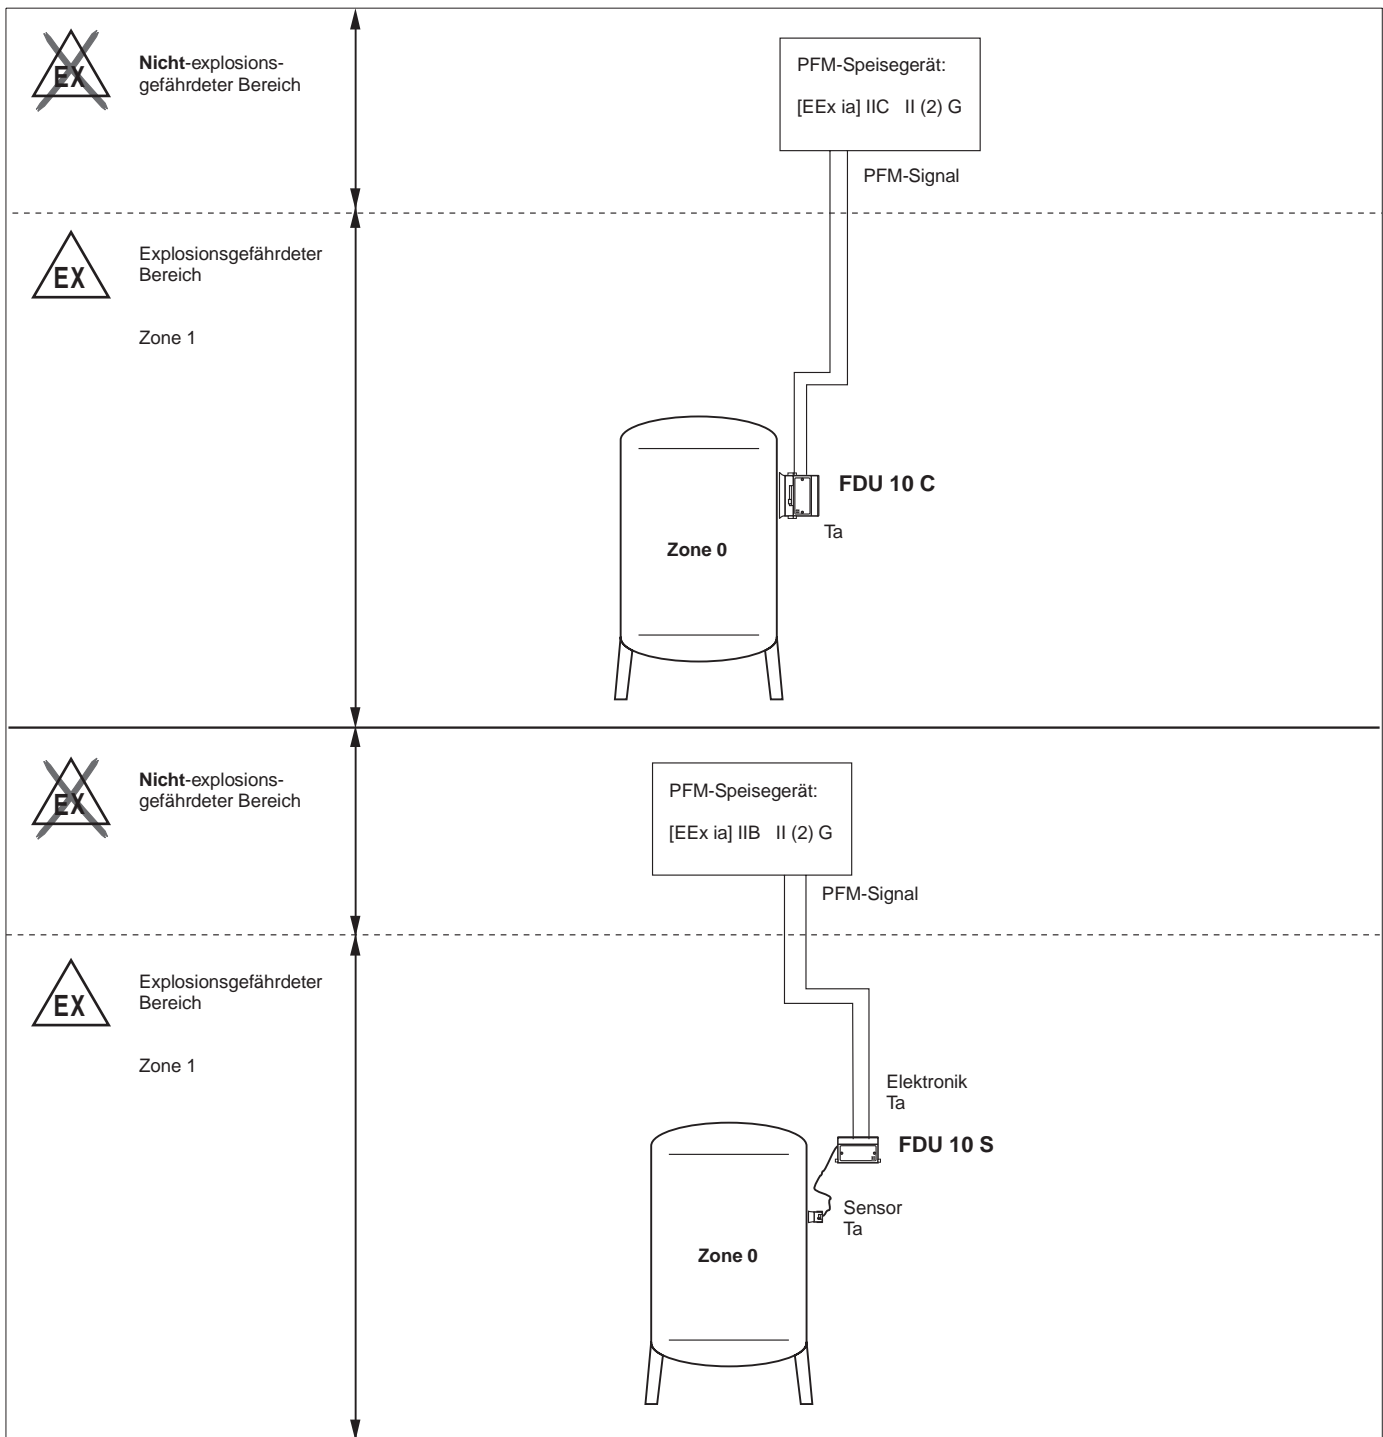 EX
Nicht-explosions-
gefährdeter Bereich
PFM-Speisegerät:
[EEx ia] IIC II (2) G
PFM-Signal
EX
Explosionsgefährdeter
Bereich
Zone 1
FDU 10 C
Ta
Zone 0
EX
Nicht-explosions-
gefährdeter Bereich
PFM-Speisegerät:
[EEx ia] IIB II (2) G
PFM-Signal
EX
Explosionsgefährdeter
Bereich
Zone 1
Elektronik
Ta
FDU 10 S
Sensor
Ta
Zone 0